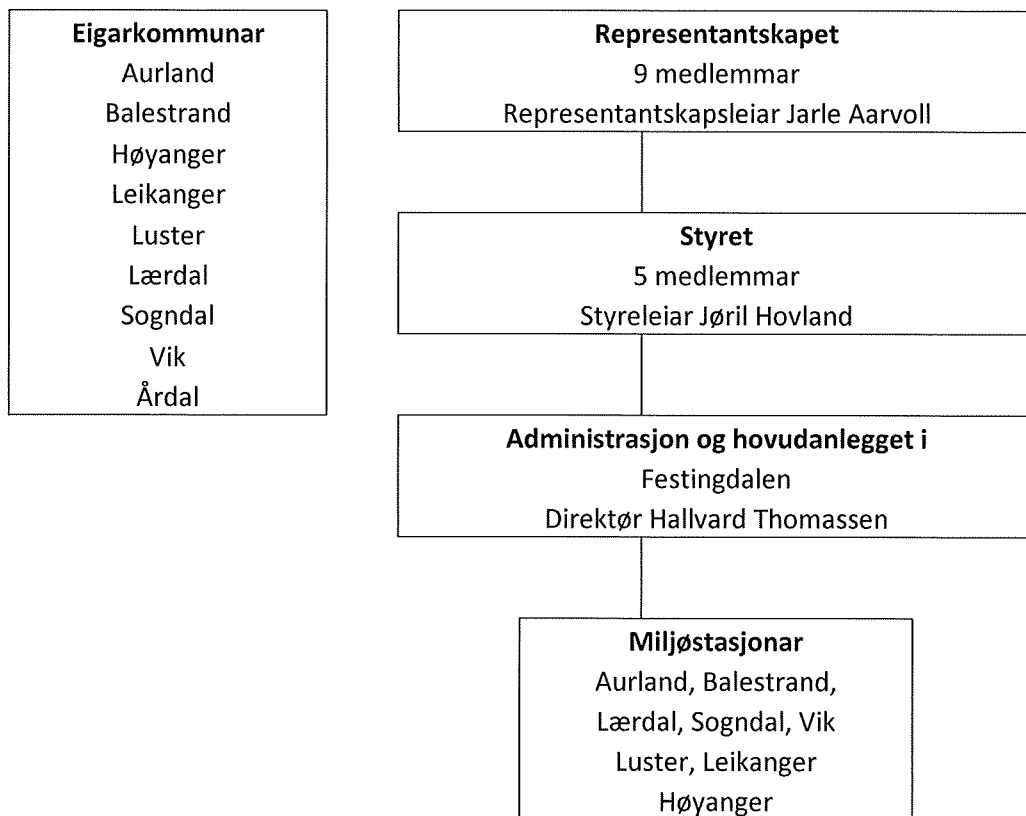 Eigarkommunar
Aurland
Balestrand
Høyanger
Leikanger
Luster
Lærdal
Sogndal
Vik
Årdal
Representantskapet
9 medlemmar
Representantskapsleiar Jarle Aarvoll
Styret
5 medlemmar
Styreleiar Jøril Hovland
Administrasjon og hovudanlegget i
Festingdalen
Direktør Hallvard Thomassen
Miljøstasjonar
Aurland, Balestrand,
Lærdal, Sogndal, Vik
Luster, Leikanger
Høyanger